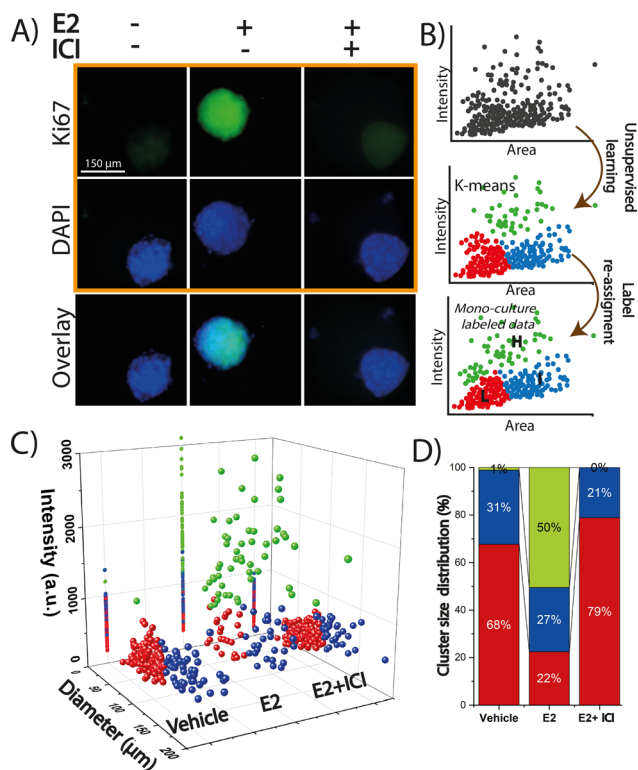 A)
E2 - + +
ICI - - +
Ki67
150 µm
DAPI
Overlay
B)
Intensity
Area
Unsupervised
learning
K-means
Intensity
Area
Label
re-assigment
Mono-culture
labeled data
H
I
L
Intensity
Area
C)
3000
2000
1000
0
Intensity (a.u.)
0
50
100
150
200
Diameter (µm)
Vehicle
E2
E2+ICI
D)
Cluster size distribution (%)
100
80
60
40
20
0
1%
31%
68%
50%
27%
22%
0%
21%
79%
Vehicle
E2
E2+ ICI